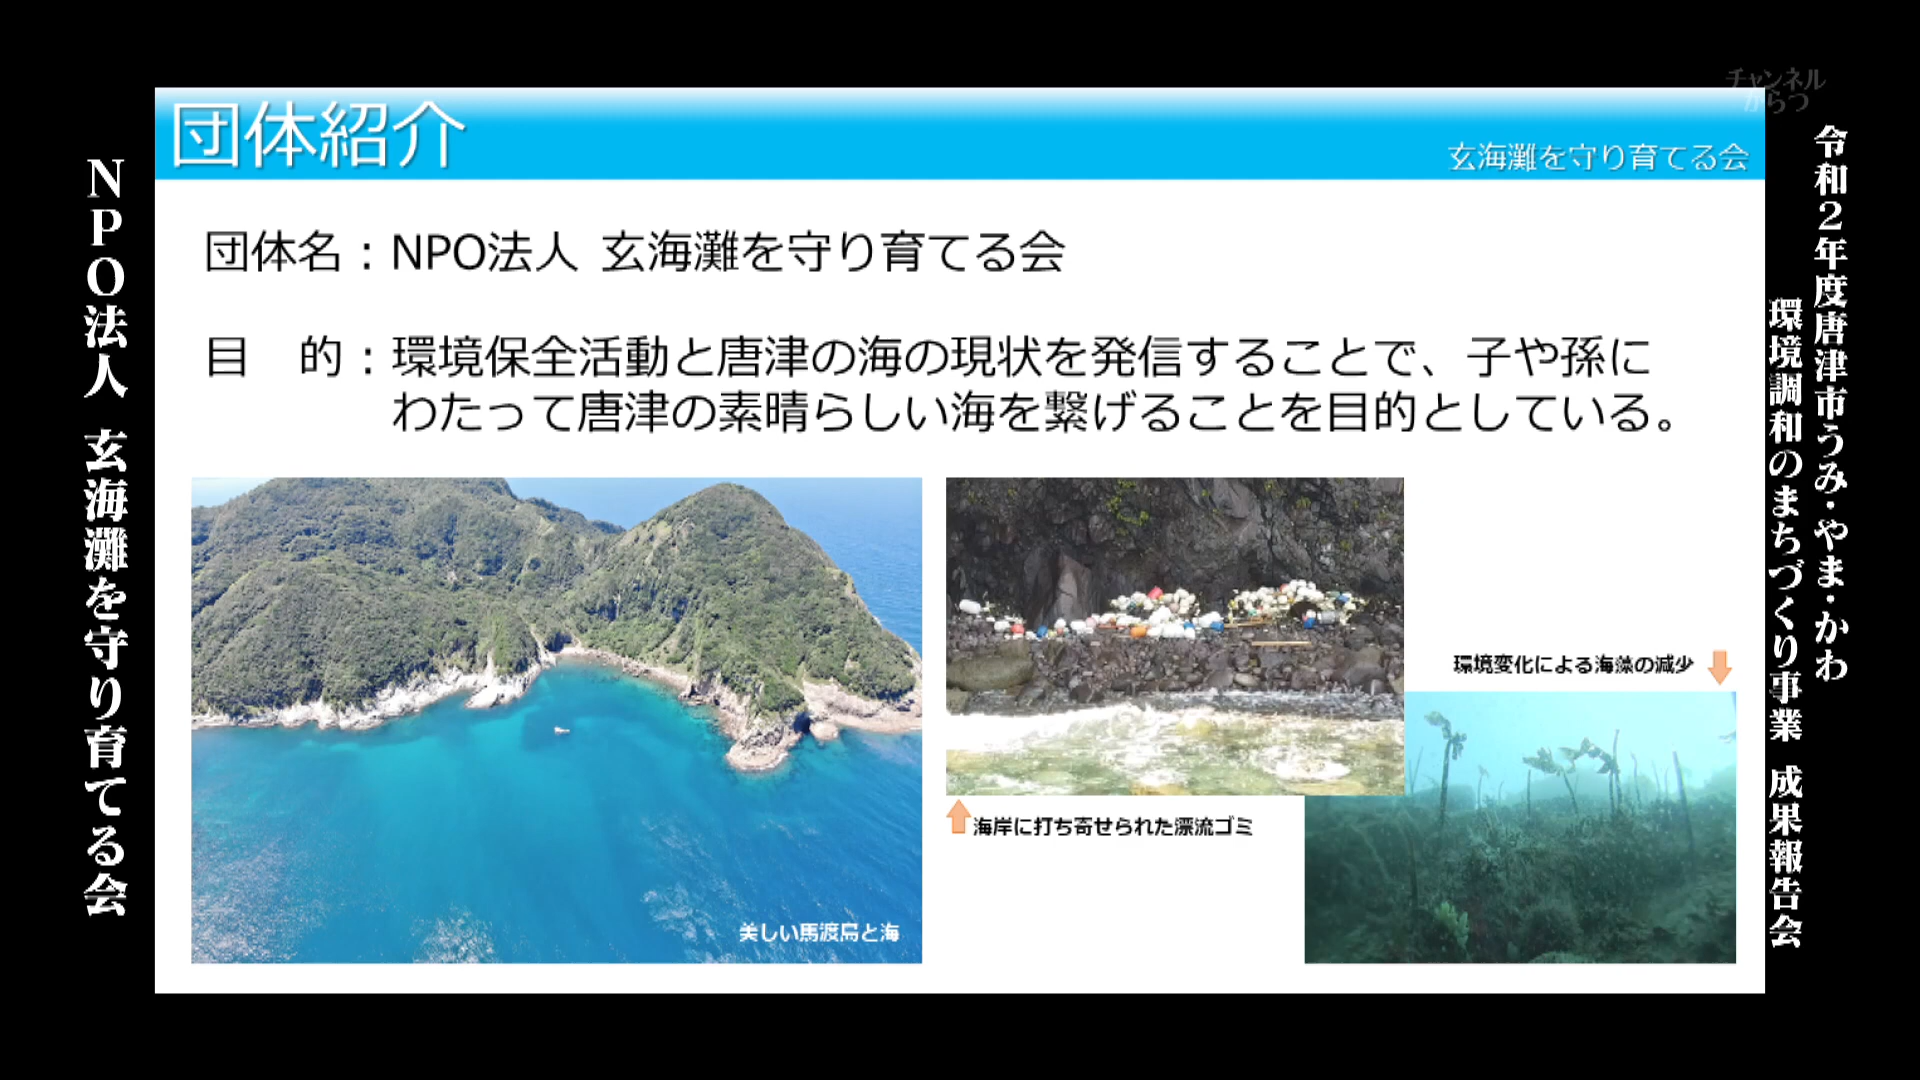 チャンネル
からつ
団体紹介
玄海灘を守り育てる会
団体名：NPO法人 玄海灘を守り育てる会
目　的：環境保全活動と唐津の海の現状を発信することで、子や孫に
わたって唐津の素晴らしい海を繋げることを目的としている。
美しい馬渡島と海
海岸に打ち寄せられた漂流ゴミ
環境変化による海藻の減少
令和２年度唐津市うみ・やま・かわ
環境調和のまちづくり事業 成果報告会
ＮＰＯ法人 玄海灘を守り育てる会